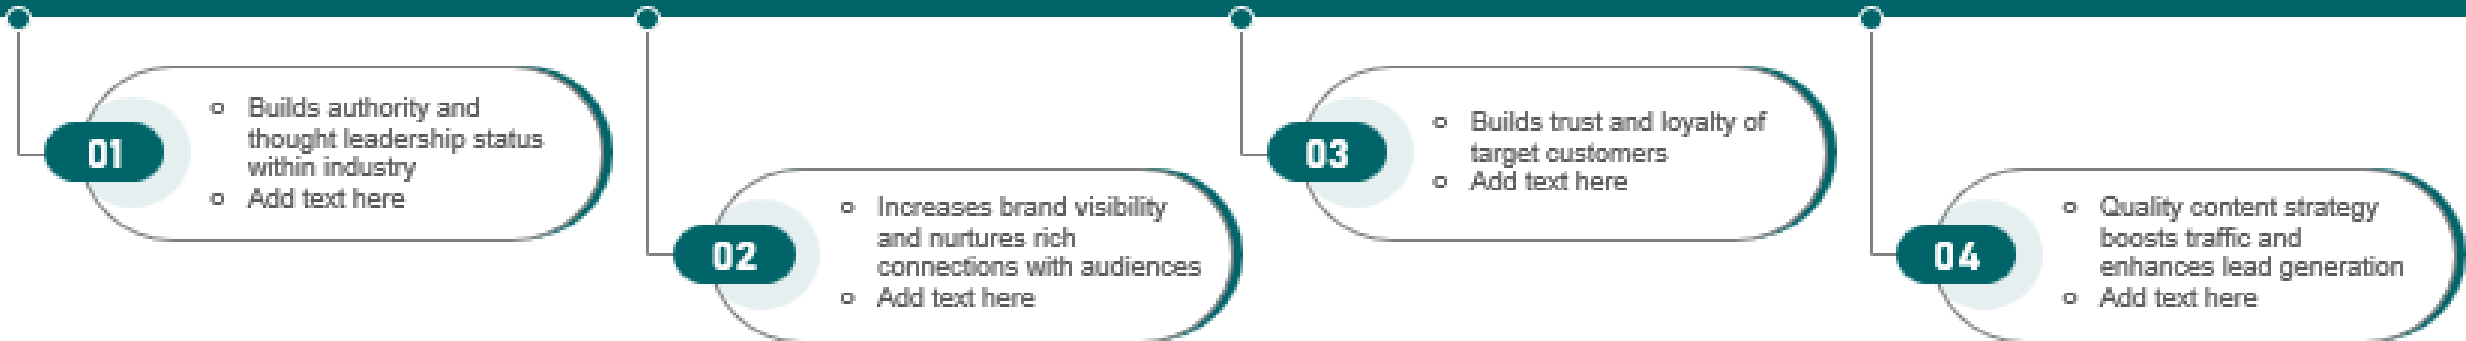 01
Builds authority and
thought leadership status
within industry
Add text here
02
Increases brand visibility
and nurtures rich
connections with audiences
Add text here
03
Builds trust and loyalty of
target customers
Add text here
04
Quality content strategy
boosts traffic and
enhances lead generation
Add text here